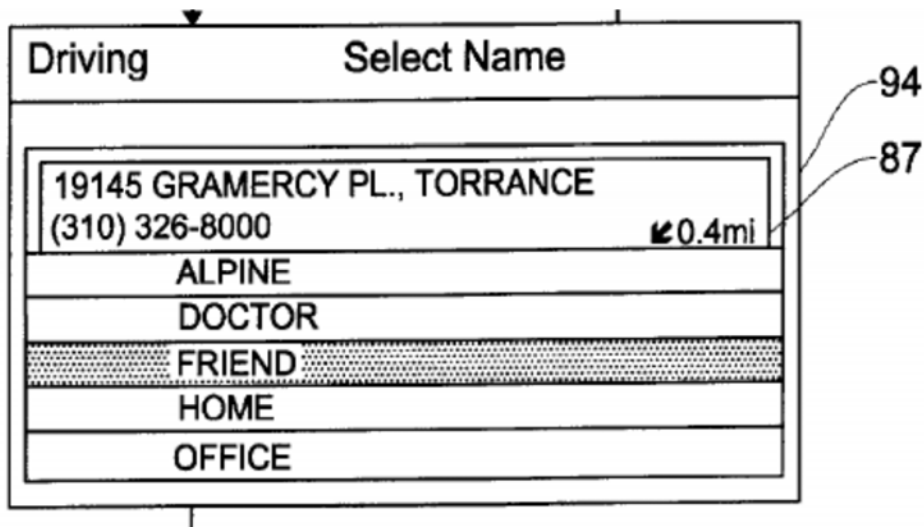 Driving Select Name
94
87
19145 GRAMERCY PL., TORRANCE
(310) 326-8000 ↙0.4mi
ALPINE
DOCTOR
FRIEND
HOME
OFFICE